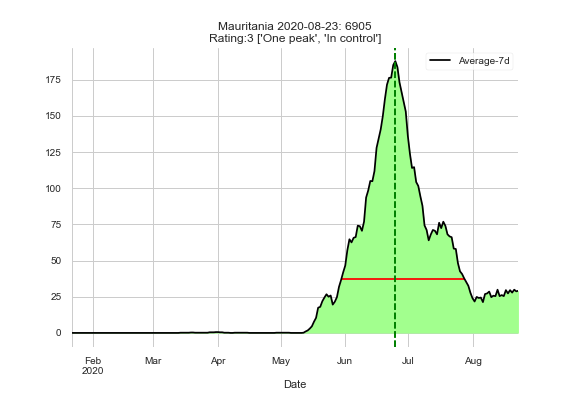 Mauritania 2020-08-23: 6905
Rating:3 ['One peak', 'In control']
Average-7d
175
150
125
100
75
50
25
0
Feb Mar Apr May Jun Jul Aug
2020
Date